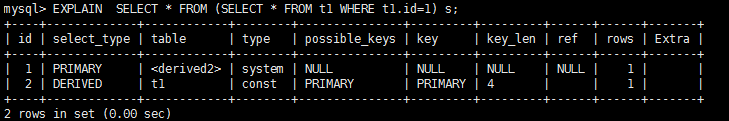 mysql> EXPLAIN  SELECT * FROM (SELECT * FROM t1 WHERE t1.id=1) s;
+----+-------------+------------+--------+---------------+---------+---------+------+------+-------+
| id | select_type | table      | type   | possible_keys | key     | key_len | ref  | rows | Extra |
+----+-------------+------------+--------+---------------+---------+---------+------+------+-------+
|  1 | PRIMARY     | <derived2> | system | NULL          | NULL    | NULL    | NULL |    1 |       |
|  2 | DERIVED     | t1         | const  | PRIMARY       | PRIMARY | 4       |      |    1 |       |
+----+-------------+------------+--------+---------------+---------+---------+------+------+-------+
2 rows in set (0.00 sec)